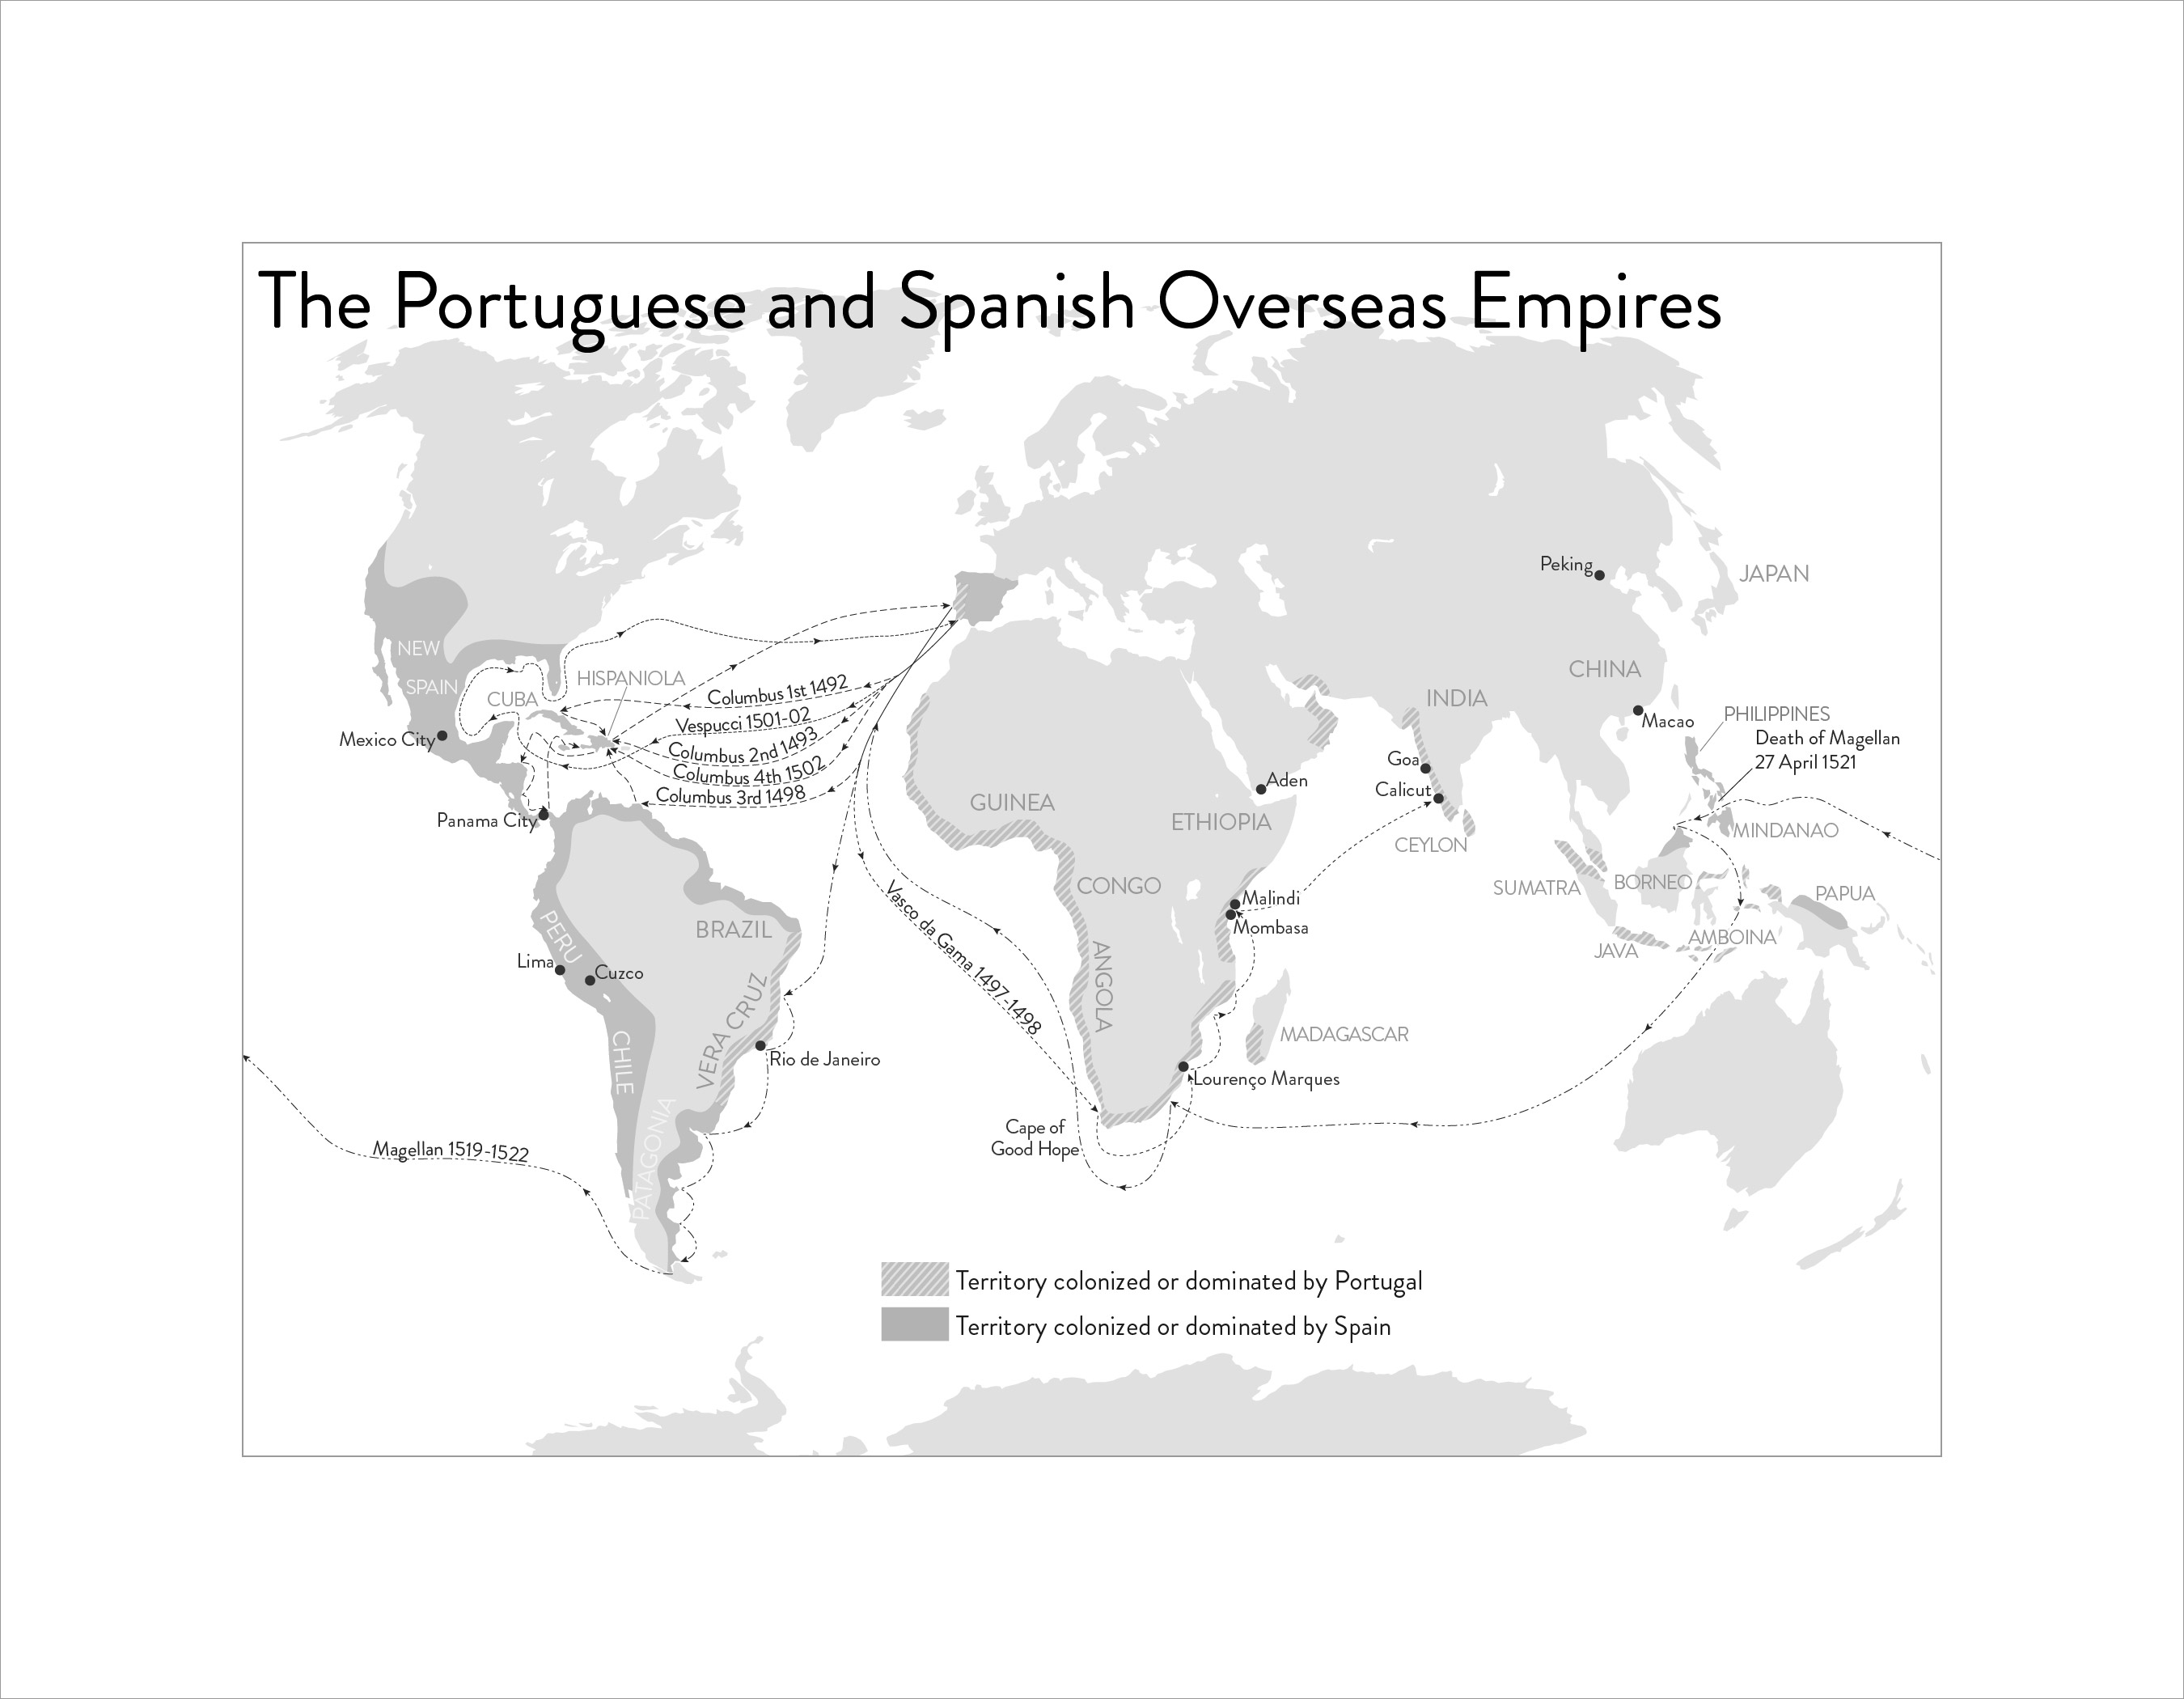 The Portuguese and Spanish Overseas Empires
Peking
JAPAN
NEW
SPAIN
CUBA
HISPANIOLA
Columbus 1st 1492
Vespucci 1501-02
Columbus 2nd 1493
Columbus 4th 1502
Columbus 3rd 1498
Mexico City
Panama City
CHINA
INDIA
Macao
PHILIPPINES
Death of Magellan
27 April 1521
Goa
Calicut
Aden
GUINEA
ETHIOPIA
CEYLON
MINDANAO
CONGO
Malindi
Mombasa
SUMATRA
BORNEO
PAPUA
JAVA
AMBOINA
BRAZIL
PERU
Lima
Cuzco
Vasco da Gama 1497-1498
ANGOLA
VERA CRUZ
CHILE
Rio de Janeiro
MADAGASCAR
Lourenço Marques
PATAGONIA
Cape of
Good Hope
Magellan 1519-1522
Territory colonized or dominated by Portugal
Territory colonized or dominated by Spain